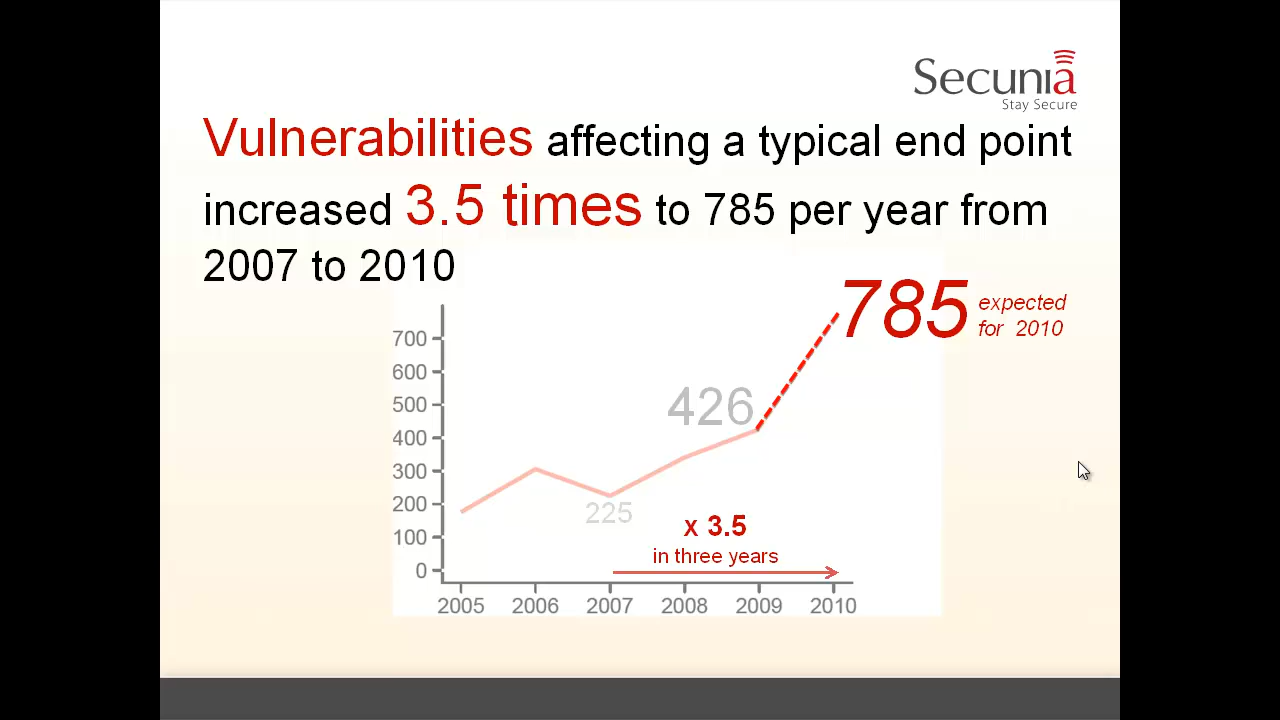 Secunia
Stay Secure
Vulnerabilities affecting a typical end point
increased 3.5 times to 785 per year from
2007 to 2010
785 expected
for 2010
700
600
500
426
400
300
200
225
x 3.5
100
in three years
0
2005 2006 2007 2008 2009 2010